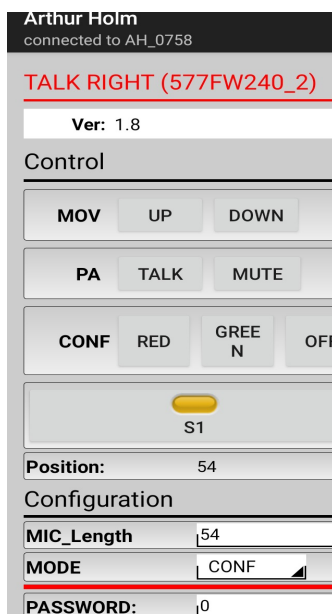 Arthur Holm
connected to AH_0758
TALK RIGHT (577FW240_2)
Ver: 1.8
Control
MOV UP DOWN
PA TALK MUTE
CONF RED GREE
N OFF
S1
Position: 54
Configuration
MIC_Length 54
MODE CONF
PASSWORD: 0